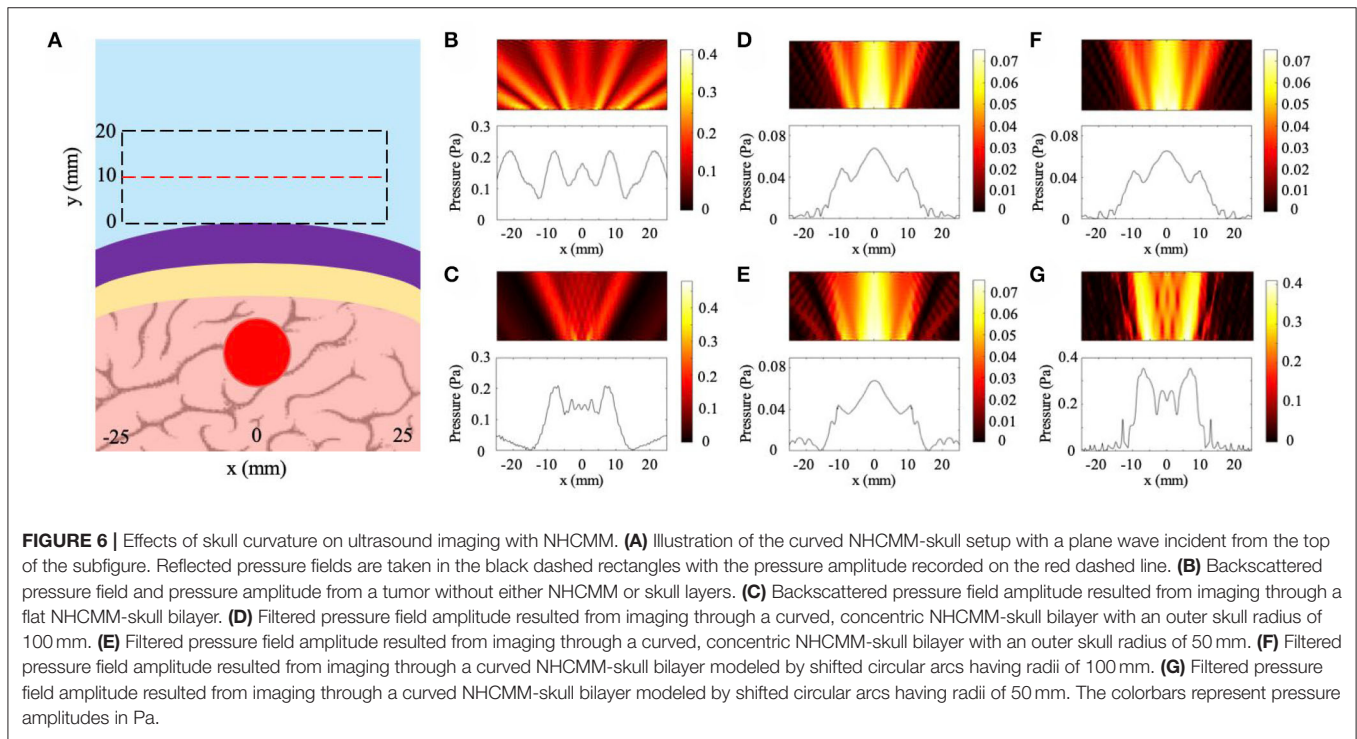 A
20
10
0
y (mm)
-25
0
25
x (mm)
B
0.4
0.3
0.2
0.1
0
0.3
0.2
0.1
0
Pressure (Pa)
-20 -10 0 10 20
x (mm)
C
0.4
0.3
0.2
0.1
0
0.3
0.2
0.1
0
Pressure (Pa)
-20 -10 0 10 20
x (mm)
D
0.07
0.06
0.05
0.04
0.03
0.02
0.01
0
0.08
0.04
0
Pressure (Pa)
-20 -10 0 10 20
x (mm)
E
0.07
0.06
0.05
0.04
0.03
0.02
0.01
0
0.08
0.04
0
Pressure (Pa)
-20 -10 0 10 20
x (mm)
F
0.07
0.06
0.05
0.04
0.03
0.02
0.01
0
0.08
0.04
0
Pressure (Pa)
-20 -10 0 10 20
x (mm)
G
0.4
0.3
0.2
0.1
0
0.4
0.2
0
Pressure (Pa)
-20 -10 0 10 20
x (mm)
FIGURE 6 | Effects of skull curvature on ultrasound imaging with NHCMM. (A) Illustration of the curved NHCMM-skull setup with a plane wave incident from the top
of the subfigure. Reflected pressure fields are taken in the black dashed rectangles with the pressure amplitude recorded on the red dashed line. (B) Backscattered
pressure field and pressure amplitude from a tumor without either NHCMM or skull layers. (C) Backscattered pressure field amplitude resulted from imaging through a
flat NHCMM-skull bilayer. (D) Filtered pressure field amplitude resulted from imaging through a curved, concentric NHCMM-skull bilayer with an outer skull radius of
100 mm. (E) Filtered pressure field amplitude resulted from imaging through a curved, concentric NHCMM-skull bilayer with an outer skull radius of 50 mm. (F) Filtered
pressure field amplitude resulted from imaging through a curved NHCMM-skull bilayer modeled by shifted circular arcs having radii of 100 mm. (G) Filtered pressure
field amplitude resulted from imaging through a curved NHCMM-skull bilayer modeled by shifted circular arcs having radii of 50 mm. The colorbars represent pressure
amplitudes in Pa.